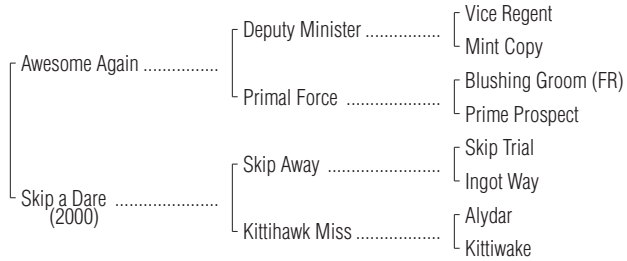 Vice Regent
Deputy Minister ..................
Mint Copy
Awesome Again ...............
Blushing Groom (FR)
Primal Force ...................
Prime Prospect
Skip Trial
Skip Away .......................
Ingot Way
Skip a Dare .....................
(2000)
Alydar
Kittihawk Miss .................
Kittiwake